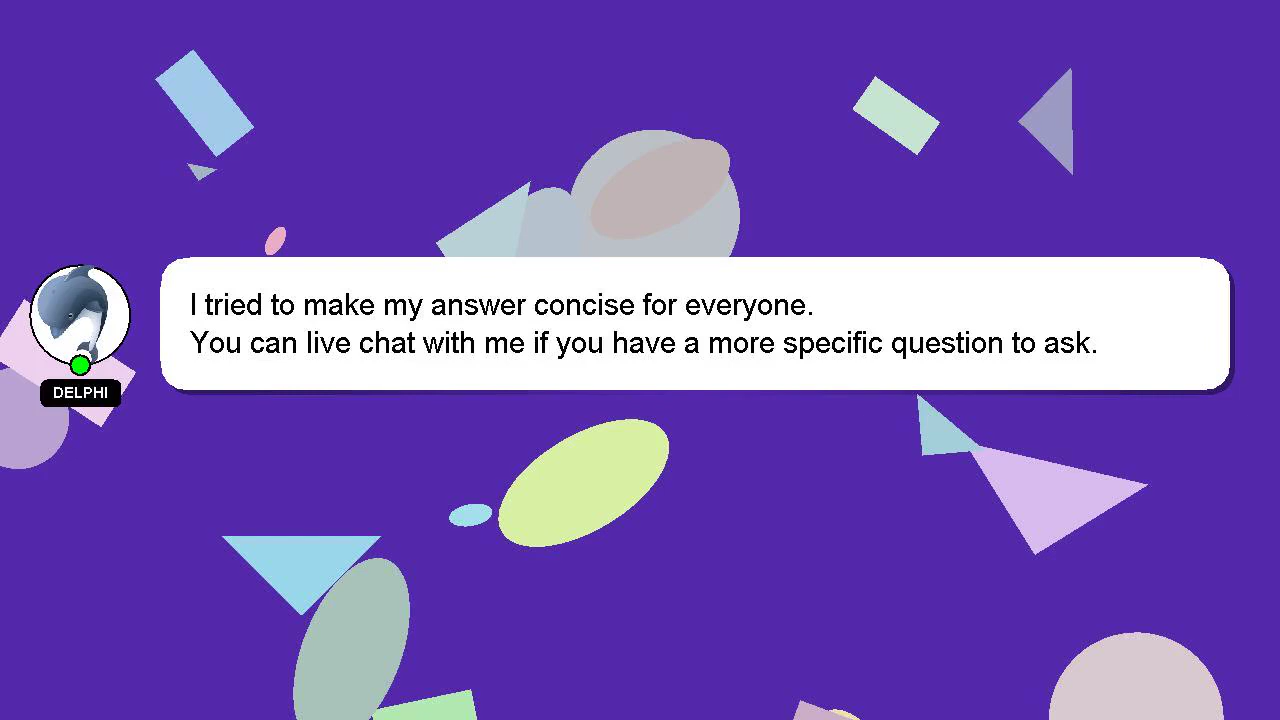 I tried to make my answer concise for everyone.
You can live chat with me if you have a more specific question to ask.
DELPHI